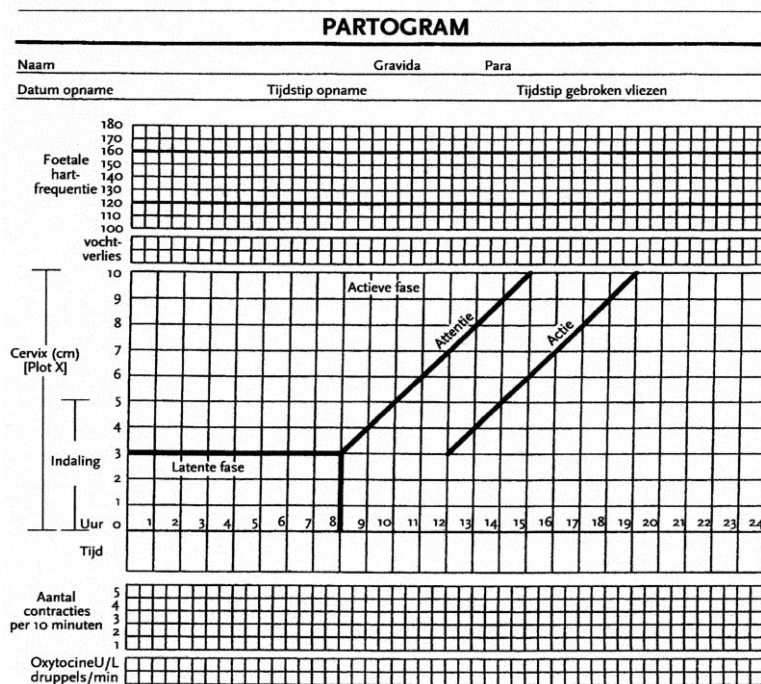 PARTOGRAM
Naam Gravida Para
Datum opname Tijdstip opname Tijdstip gebroken vliezen
180
170
160
150
140
130
120
110
100
Foetale
hart-
frequentie
vocht-
verlies
10
9
8
7
6
5
4
3
2
1
0
Cervix (cm)
[Plot X]
Indaling
Actieve fase
Attentie
Actie
Latente fase
Uur 1 2 3 4 5 6 7 8 9 10 11 12 13 14 15 16 17 18 19 20 21 22 23 24
Tijd
Aantal
contracties
per 10 minuten
5
4
3
2
1
OxytocineU/L
druppels/min